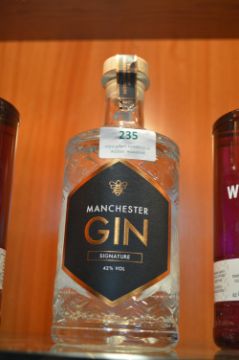 235
MANCHESTER
GIN
SIGNATURE
42% VOL
W